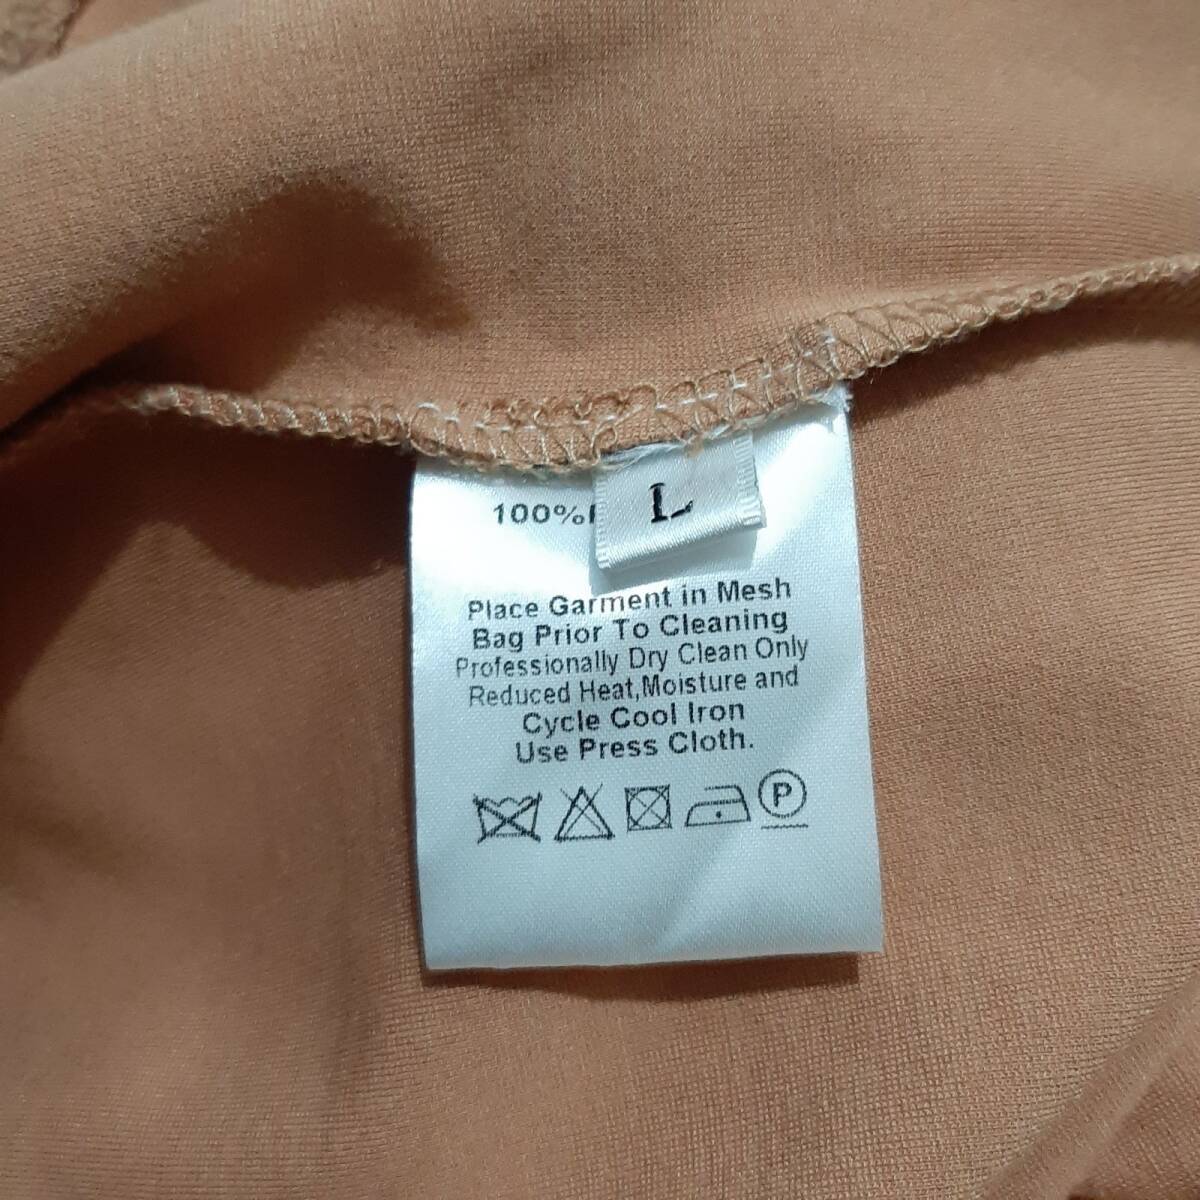 L
100%
Place Garment in Mesh
Bag Prior To Cleaning
Professionally Dry Clean Only
Reduced Heat,Moisture and
Cycle Cool Iron
Use Press Cloth.
P